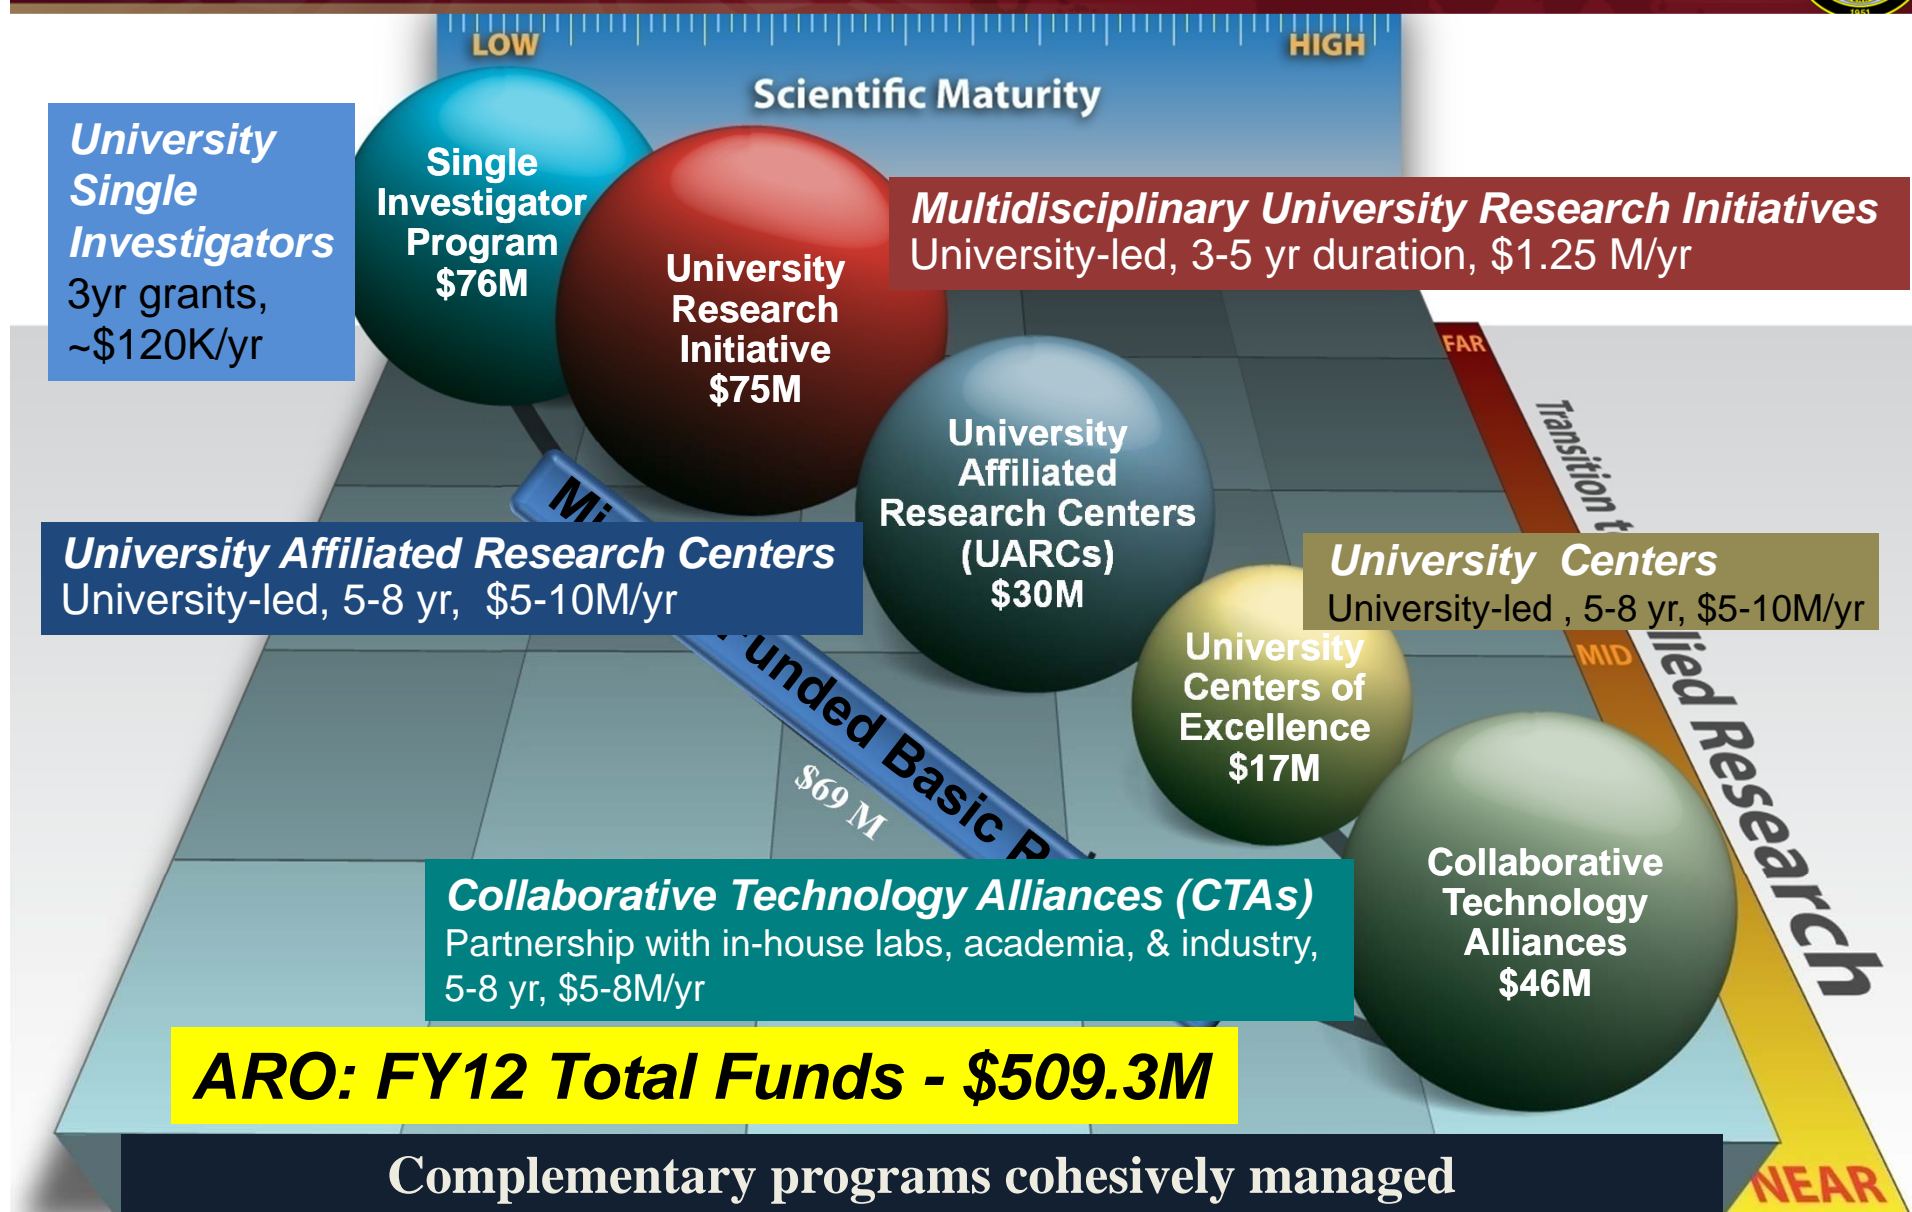 1951
LOW
HIGH
Scientific Maturity
University
Single
Investigators
3yr grants,
~$120K/yr
Single
Investigator
Program
$76M
University
Research
Initiative
$75M
Multidisciplinary University Research Initiatives
University-led, 3-5 yr duration, $1.25 M/yr
FAR
Transition
University
Affiliated
Research Centers
(UARCs)
$30M
University Affiliated Research Centers
University-led, 5-8 yr, $5-10M/yr
University Centers
University-led , 5-8 yr, $5-10M/yr
MID
Research
University
Centers of
Excellence
$17M
Basic
$69 M
Collaborative
Technology
Alliances
$46M
Collaborative Technology Alliances (CTAs)
Partnership with in-house labs, academia, & industry,
5-8 yr, $5-8M/yr
ARO: FY12 Total Funds - $509.3M
Complementary programs cohesively managed
NEAR